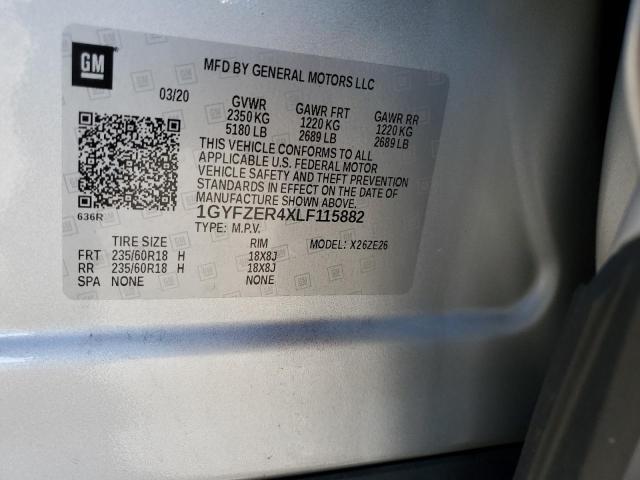 GM
MFD BY GENERAL MOTORS LLC
03/20
GVWR GAWR FRT GAWR RR
2350 KG 1220 KG 1220 KG
5180 LB 2689 LB 2689 LB
THIS VEHICLE CONFORMS TO ALL
APPLICABLE U.S. FEDERAL MOTOR
VEHICLE SAFETY AND THEFT PREVENTION
STANDARDS IN EFFECT ON THE DATE OF
MANUFACTURE SHOWN ABOVE.
1GYFZER4XLF115882
636R
TYPE: M.P.V. MODEL: X26ZE26
TIRE SIZE RIM
FRT 235/60R18 H 18X8J
RR 235/60R18 H 18X8J
SPA NONE NONE